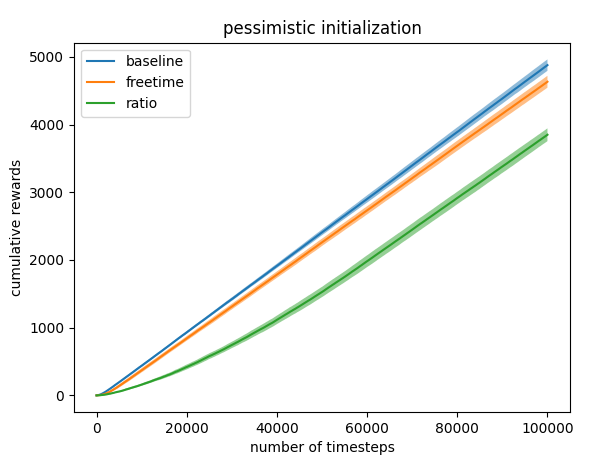 pessimistic initialization
baseline
freetime
ratio
cumulative rewards
5000
4000
3000
2000
1000
0
0 20000 40000 60000 80000 100000
number of timesteps